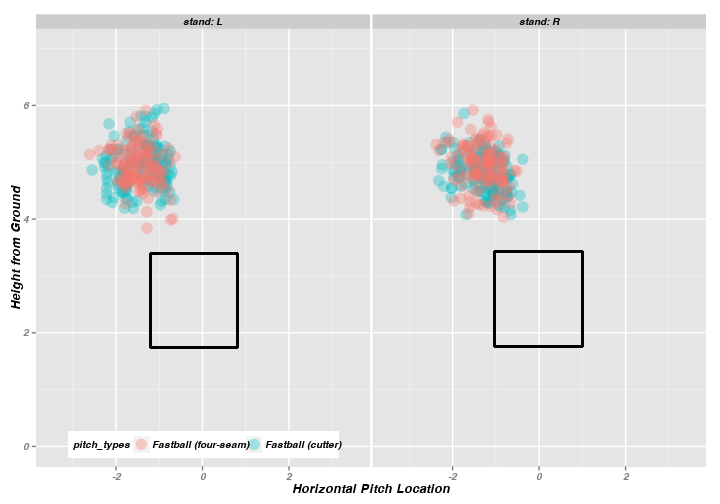 stand: L
stand: R
Height from Ground
6
4
2
0
pitch_types Fastball (four-seam) Fastball (cutter)
-2 0 2
-2 0 2
Horizontal Pitch Location